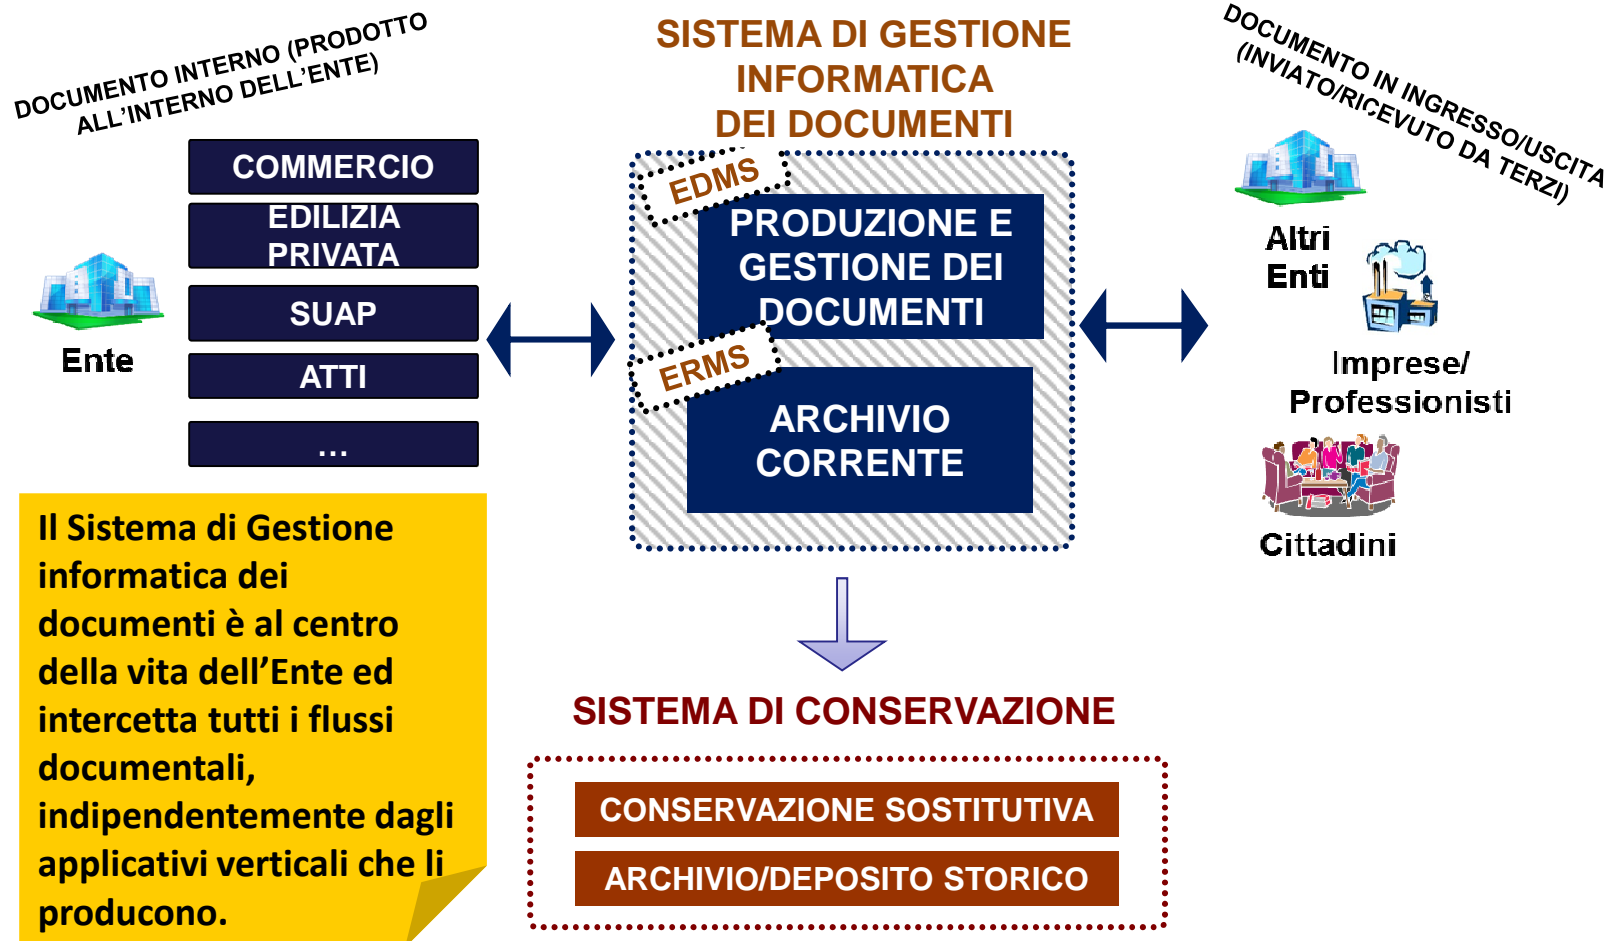 DOCUMENTO INTERNO (PRODOTTO
ALL’INTERNO DELL’ENTE)
SISTEMA DI GESTIONE
INFORMATICA
DEI DOCUMENTI
DOCUMENTO IN INGRESSO/USCITA
(INVIATO/RICEVUTO DA TERZI)
Ente
COMMERCIO
EDILIZIA
PRIVATA
SUAP
ATTI
…
EDMS
PRODUZIONE E
GESTIONE DEI
DOCUMENTI
ERMS
ARCHIVIO
CORRENTE
Altri
Enti
Imprese/
Professionisti
Cittadini
Il Sistema di Gestione
informatica dei
documenti è al centro
della vita dell’Ente ed
intercetta tutti i flussi
documentali,
indipendentemente dagli
applicativi verticali che li
producono.
SISTEMA DI CONSERVAZIONE
CONSERVAZIONE SOSTITUTIVA
ARCHIVIO/DEPOSITO STORICO